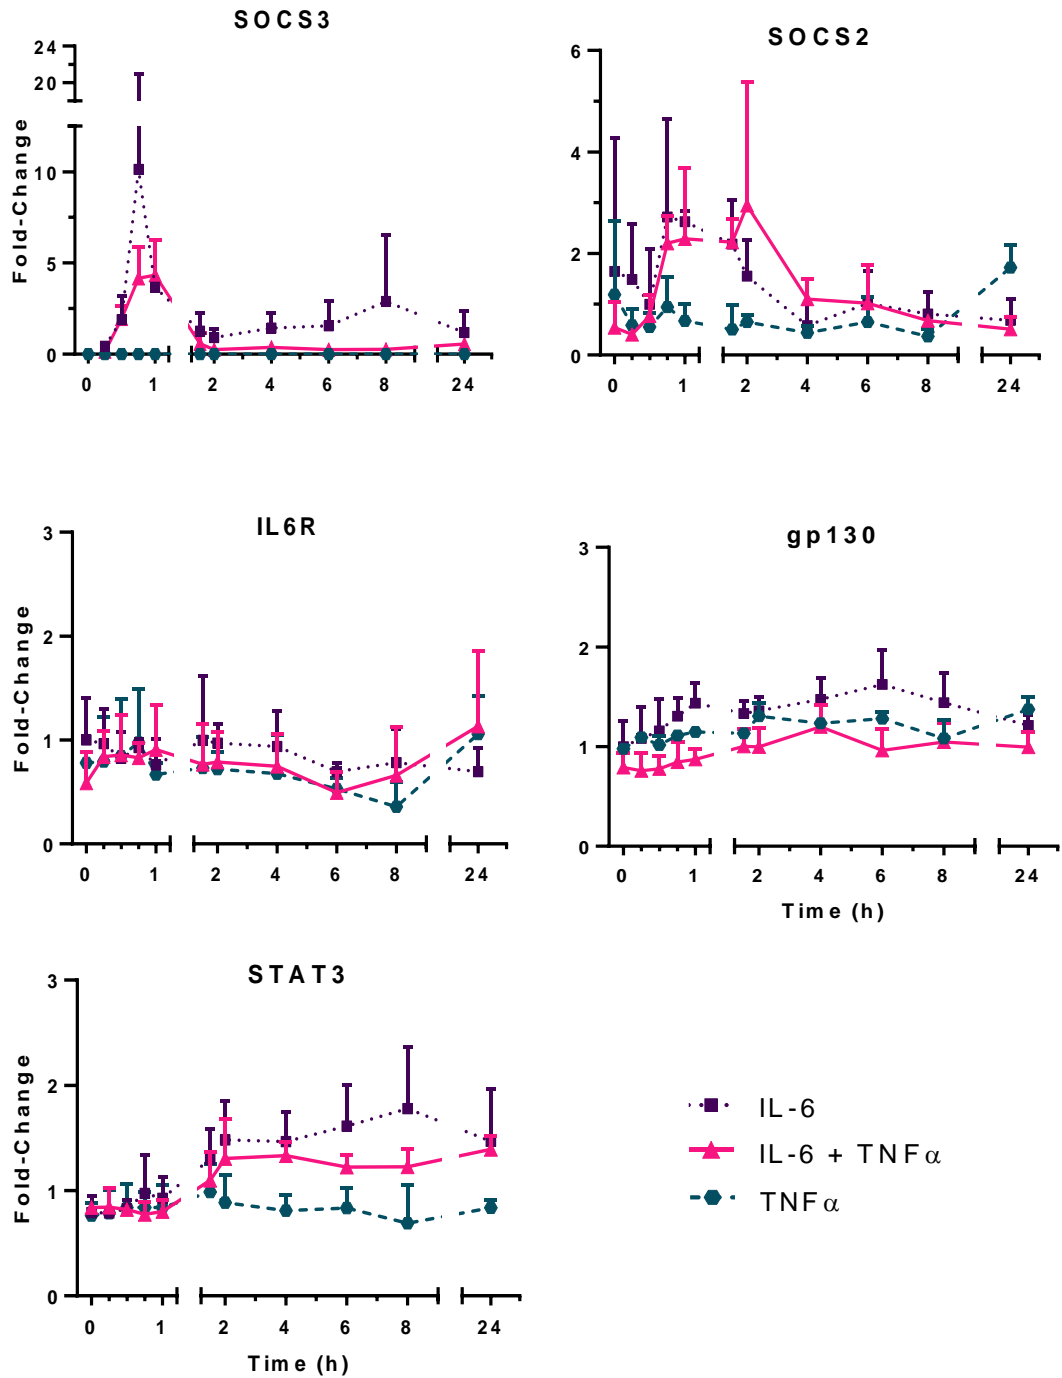 SOCS3
24
20
10
5
0
Fold-Change
0 1 2 4 6 8 24
SOCS2
6
4
2
0
0 1 2 4 6 8 24
IL6R
3
2
1
0
Fold-Change
0 1 2 4 6 8 24
gp130
3
2
1
0
0 1 2 4 6 8 24
Time (h)
STAT3
3
2
1
0
Fold-Change
0 1 2 4 6 8 24
Time (h)
IL-6
IL-6 + TNFα
TNFα